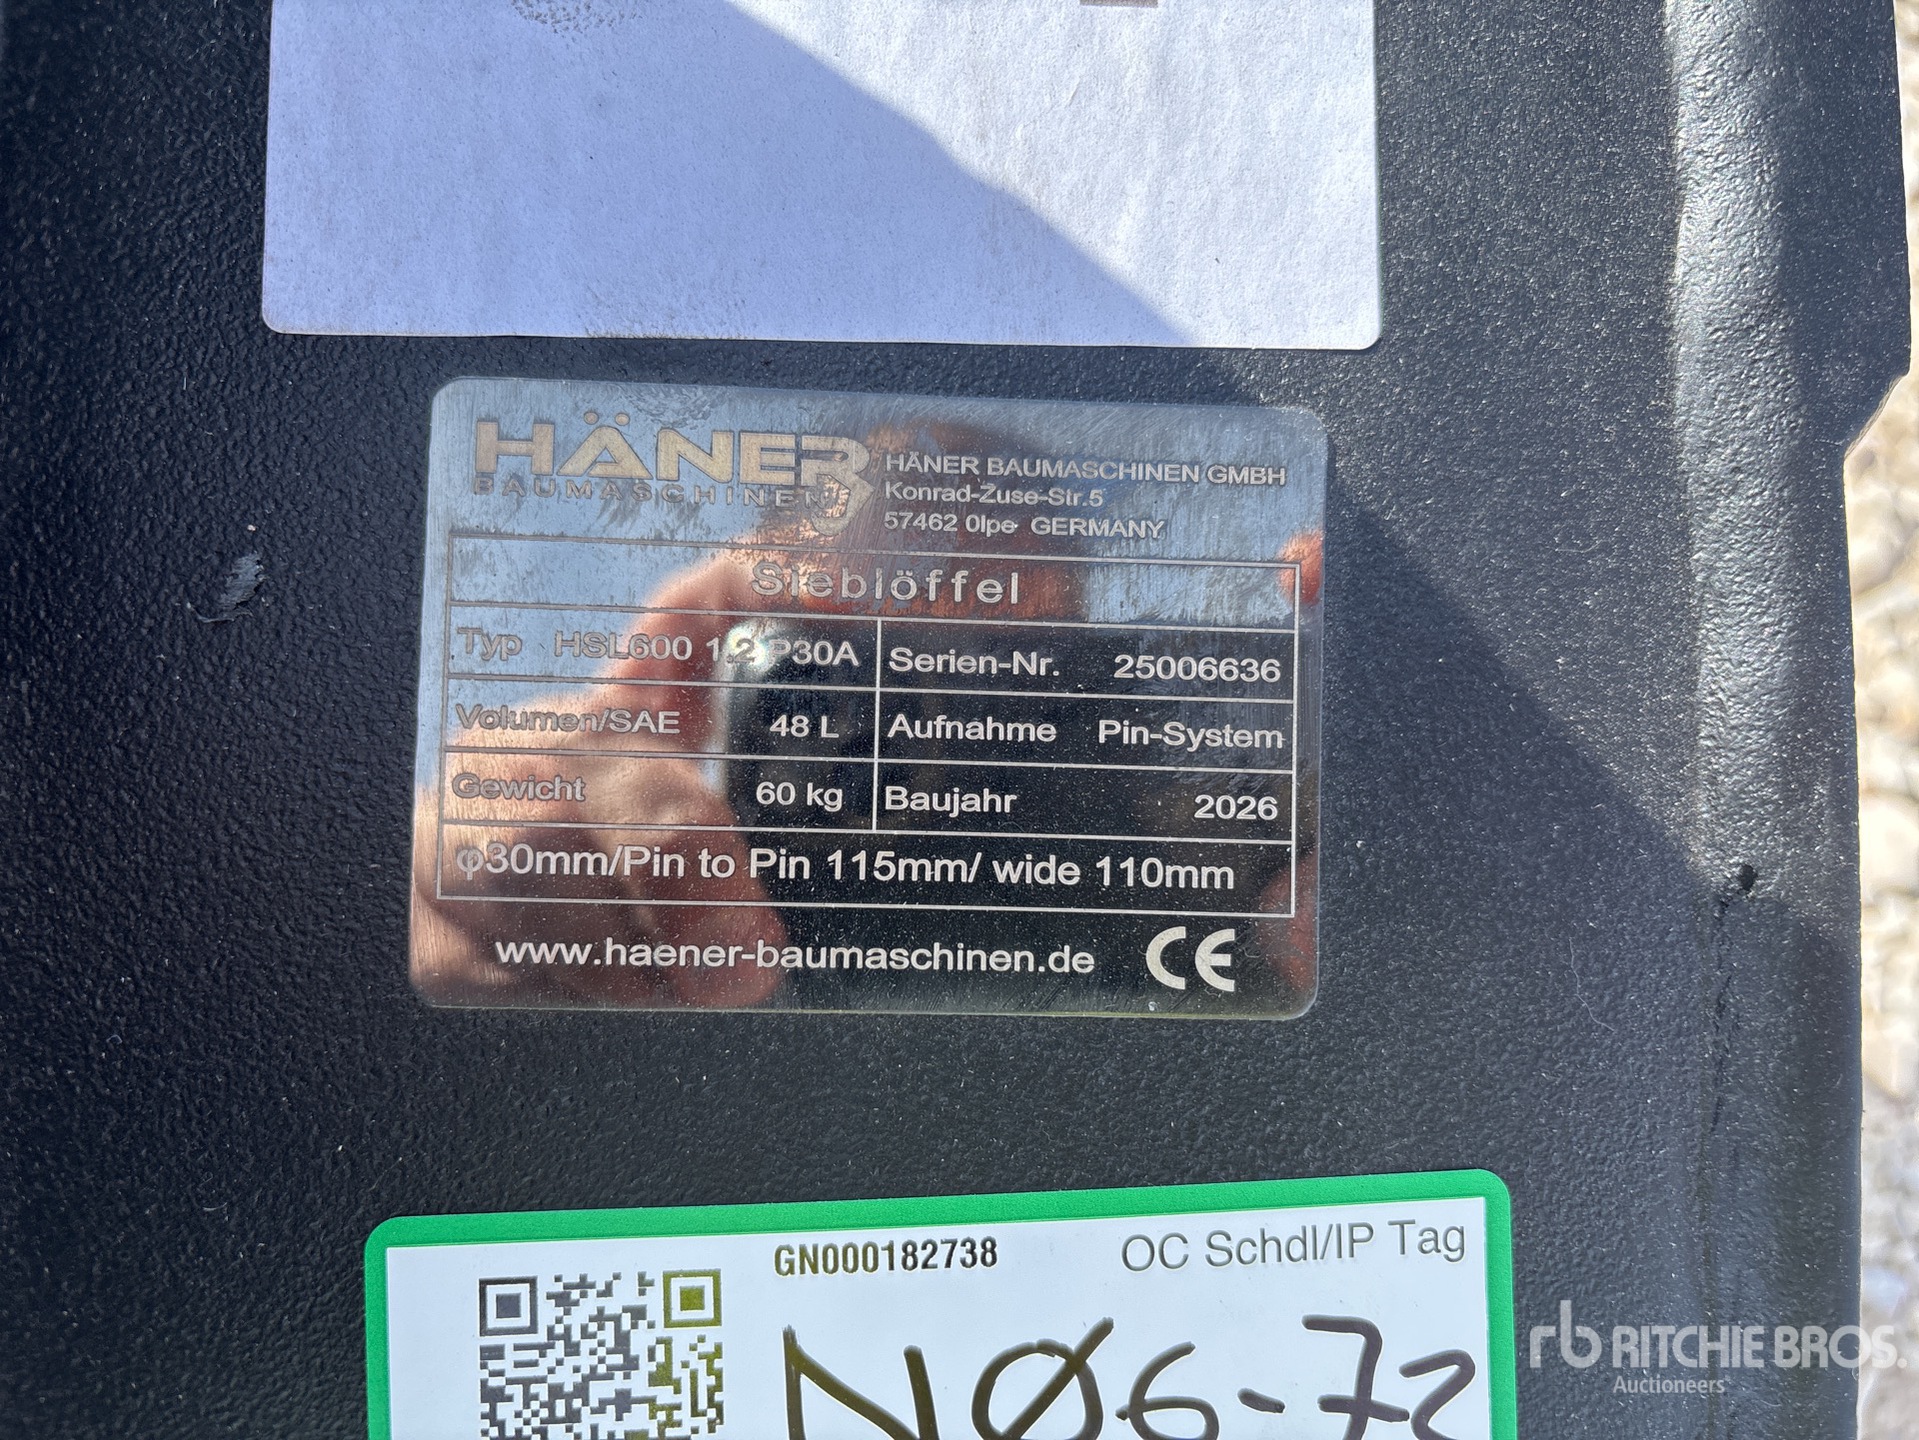 HÄNER
BAUMASCHINEN
HÄNER BAUMASCHINEN GMBH
Konrad-Zuse-Str.5
57462 Olpe GERMANY
Sieblöffel
Typ HSL600 1.2 P30A
Serien-Nr. 25006636
Volumen/SAE 48 L
Aufnahme Pin-System
Gewicht 60 kg
Baujahr 2026
φ30mm/Pin to Pin 115mm/ wide 110mm
www.haener-baumaschinen.de CE
GN000182738
OC Schdl/IP Tag
NØ6-72
rb RITCHIE BROS.
Auctioneers